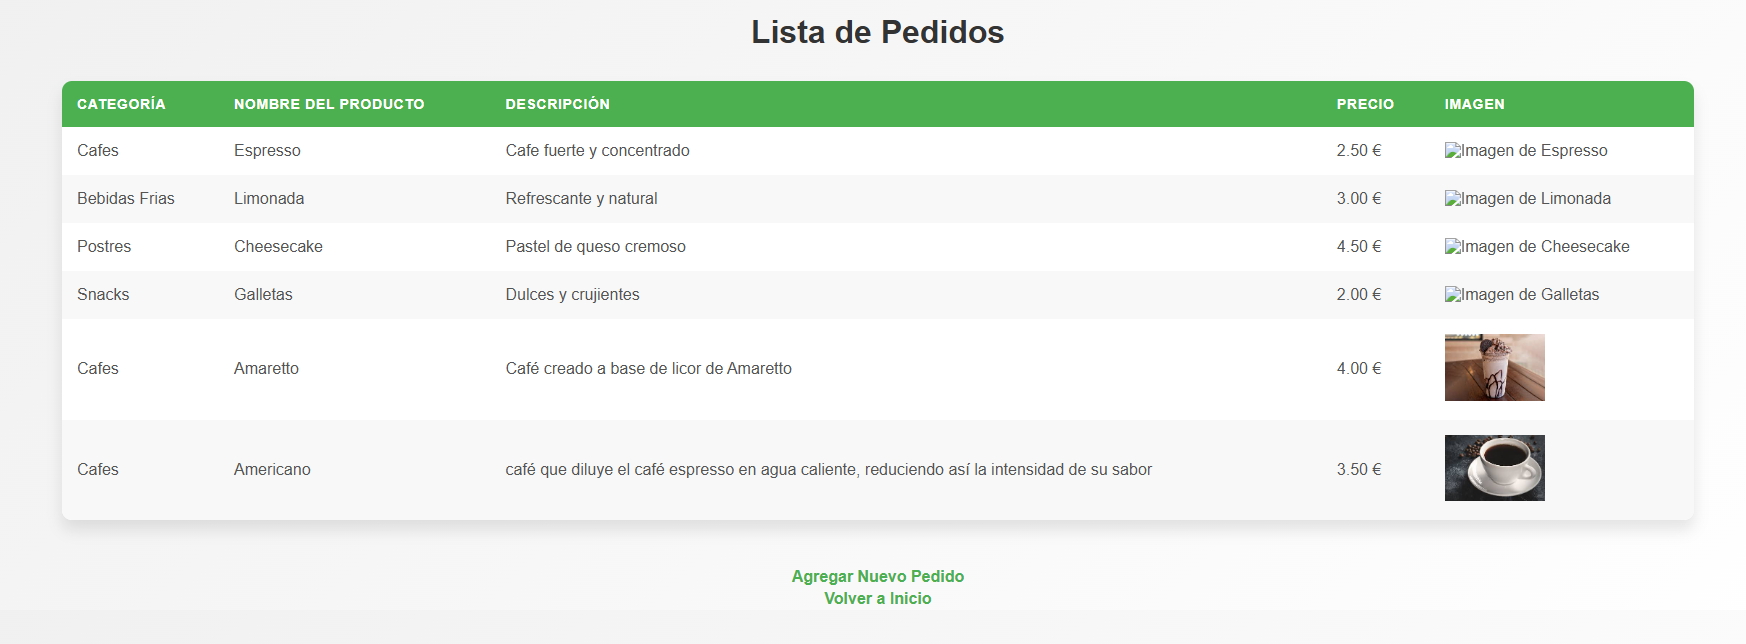 Lista de Pedidos
CATEGORÍA NOMBRE DEL PRODUCTO DESCRIPCIÓN PRECIO IMAGEN
Cafes Espresso Cafe fuerte y concentrado 2.50 € Imagen de Espresso
Bebidas Frias Limonada Refrescante y natural 3.00 € Imagen de Limonada
Postres Cheesecake Pastel de queso cremoso 4.50 € Imagen de Cheesecake
Snacks Galletas Dulces y crujientes 2.00 € Imagen de Galletas
Cafes Amaretto Café creado a base de licor de Amaretto 4.00 €
Cafes Americano café que diluye el café espresso en agua caliente, reduciendo así la intensidad de su sabor 3.50 €
Agregar Nuevo Pedido
Volver a Inicio